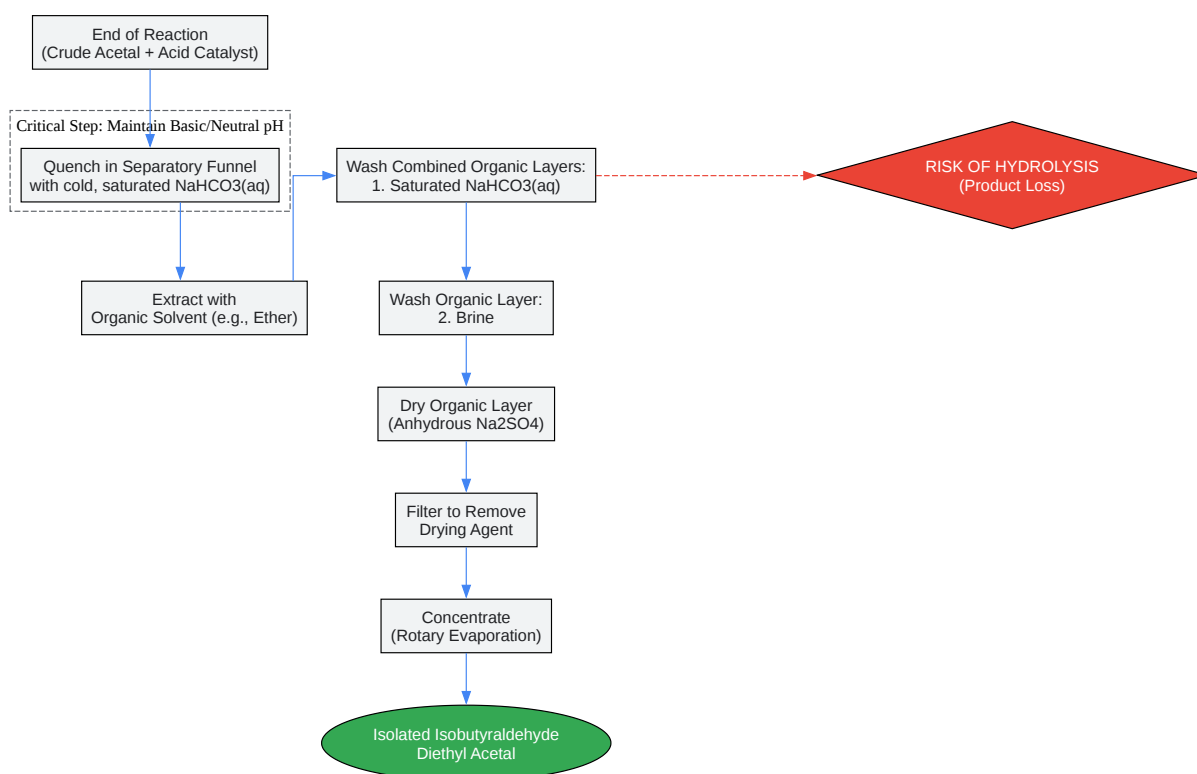 End of Reaction
(Crude Acetal + Acid Catalyst)
Critical Step: Maintain Basic/Neutral pH
Quench in Separatory Funnel
with cold, saturated NaHCO3(aq)
Extract with
Organic Solvent (e.g., Ether)
Wash Combined Organic Layers:
1. Saturated NaHCO3(aq)
RISK OF HYDROLYSIS
(Product Loss)
Wash Organic Layer:
2. Brine
Dry Organic Layer
(Anhydrous Na2SO4)
Filter to Remove
Drying Agent
Concentrate
(Rotary Evaporation)
Isolated Isobutyraldehyde
Diethyl Acetal